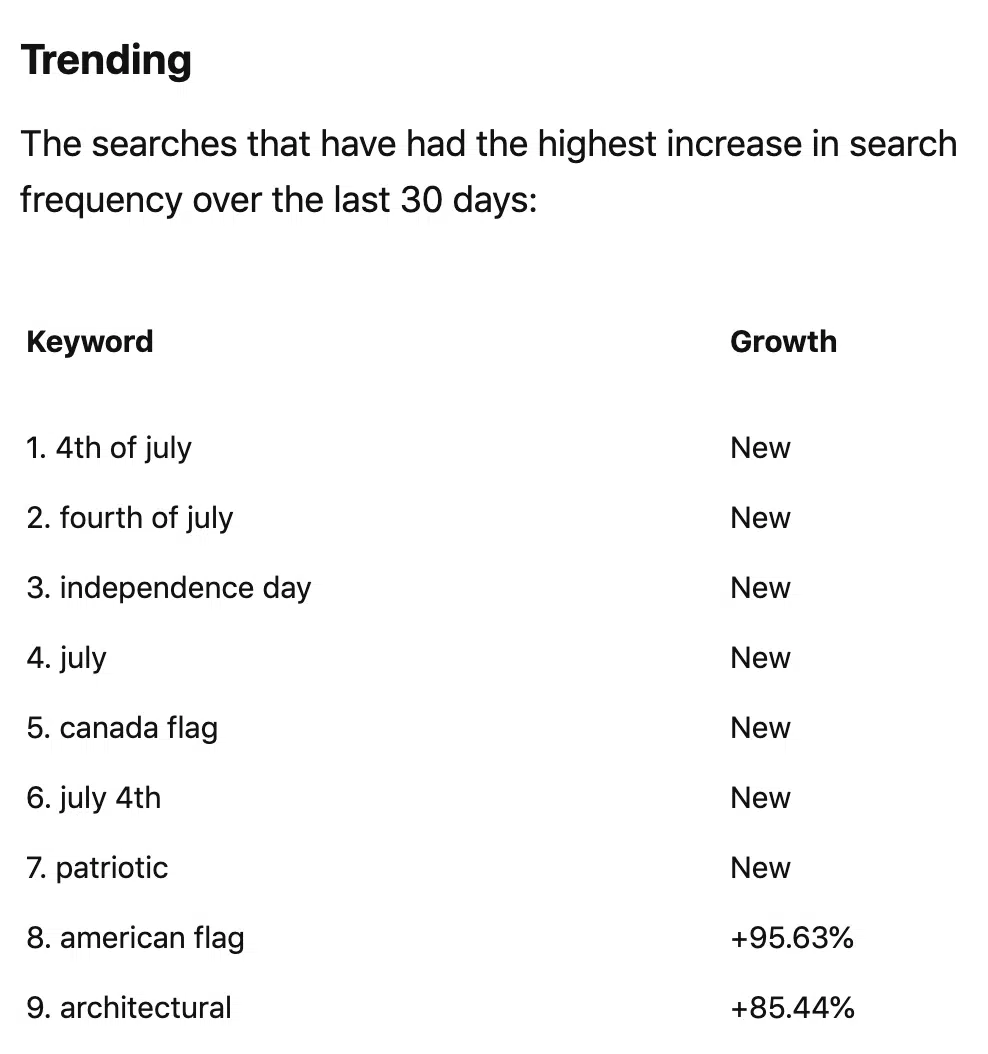 Trending
The searches that have had the highest increase in search
frequency over the last 30 days:
Keyword Growth
1. 4th of july New
2. fourth of july New
3. independence day New
4. july New
5. canada flag New
6. july 4th New
7. patriotic New
8. american flag +95.63%
9. architectural +85.44%